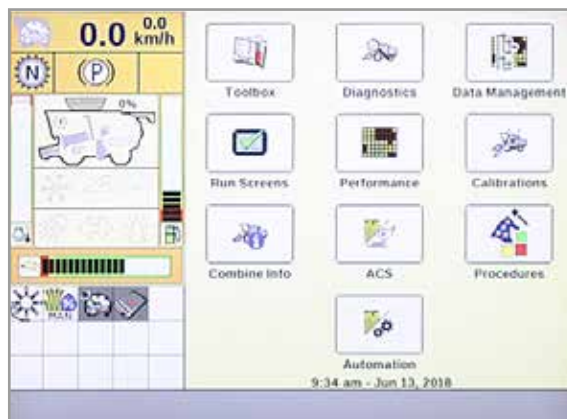 0.0 0.0 km/h
N (P)
0%
MAN
Toolbox Diagnostics Data Management
Run Screens Performance Calibrations
Combine Info ACS Procedures
Automation
9:34 am - Jun 13, 2018